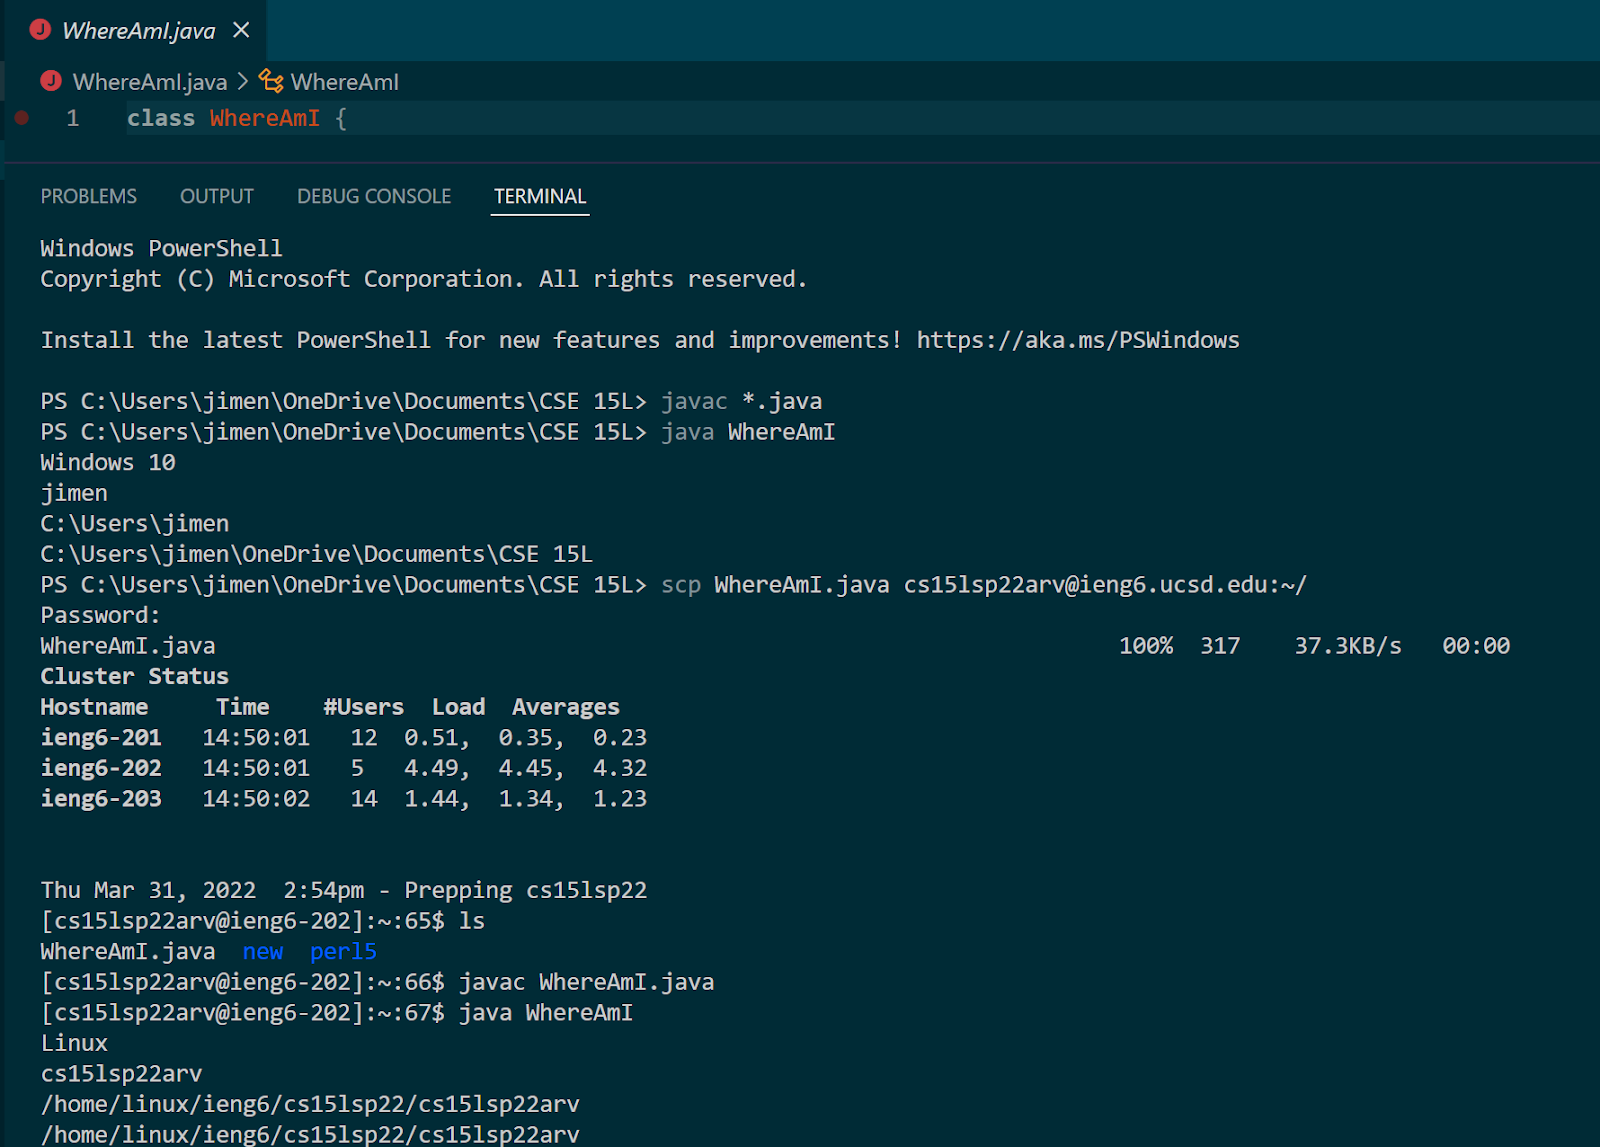 WhereAmI.java
WhereAmI.java > WhereAmI
1 class WhereAmI {
PROBLEMS OUTPUT DEBUG CONSOLE TERMINAL
Windows PowerShell
Copyright (C) Microsoft Corporation. All rights reserved.
Install the latest PowerShell for new features and improvements! https://aka.ms/PSWindows
PS C:\Users\jimen\OneDrive\Documents\CSE 15L> javac *.java
PS C:\Users\jimen\OneDrive\Documents\CSE 15L> java WhereAmI
Windows 10
jimen
C:\Users\jimen
C:\Users\jimen\OneDrive\Documents\CSE 15L
PS C:\Users\jimen\OneDrive\Documents\CSE 15L> scp WhereAmI.java cs15lsp22arv@ieng6.ucsd.edu:~/
Password:
WhereAmI.java 100% 317 37.3KB/s 00:00
Cluster Status
Hostname Time #Users Load Averages
ieng6-201 14:50:01 12 0.51, 0.35, 0.23
ieng6-202 14:50:01 5 4.49, 4.45, 4.32
ieng6-203 14:50:02 14 1.44, 1.34, 1.23
Thu Mar 31, 2022 2:54pm - Prepping cs15lsp22
[cs15lsp22arv@ieng6-202]:~:65$ ls
WhereAmI.java new perl5
[cs15lsp22arv@ieng6-202]:~:66$ javac WhereAmI.java
[cs15lsp22arv@ieng6-202]:~:67$ java WhereAmI
Linux
cs15lsp22arv
/home/linux/ieng6/cs15lsp22/cs15lsp22arv
/home/linux/ieng6/cs15lsp22/cs15lsp22arv